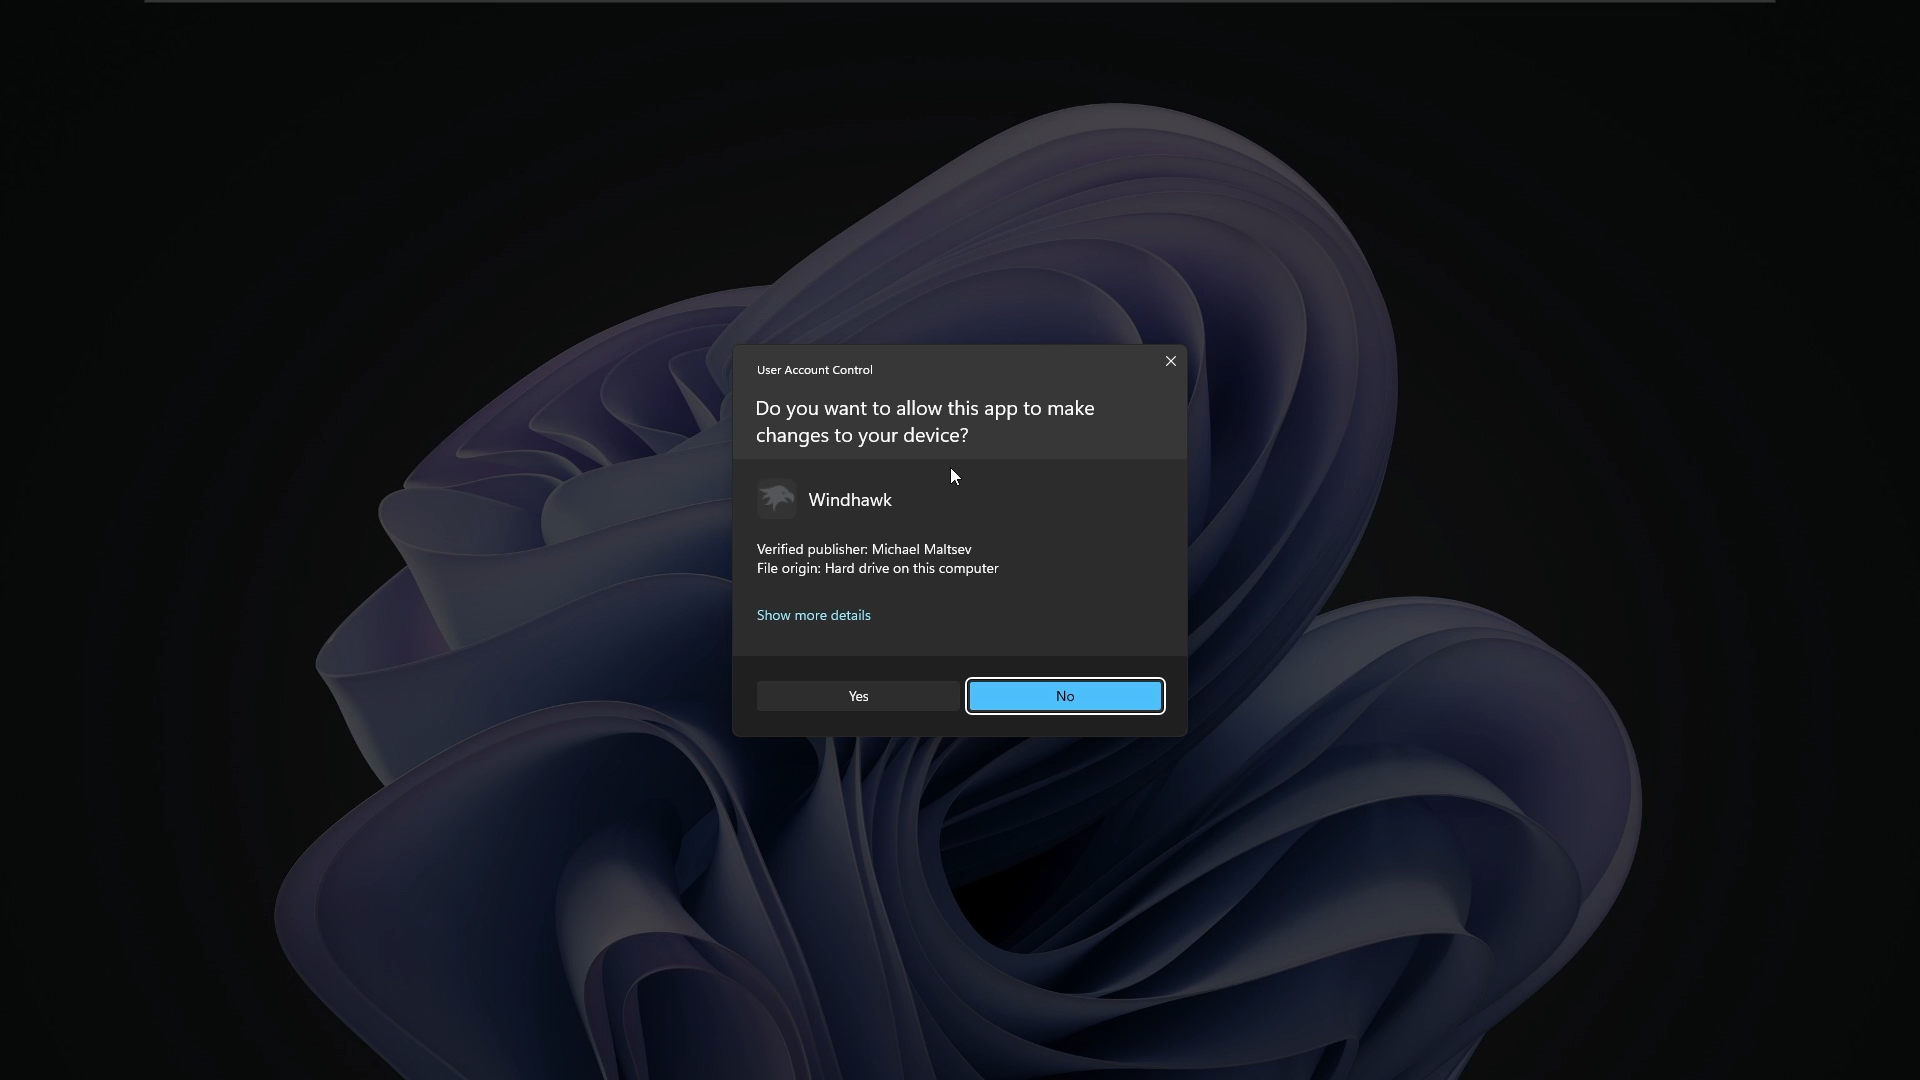 User Account Control
Do you want to allow this app to make
changes to your device?
Windhawk
Verified publisher: Michael Maltsev
File origin: Hard drive on this computer
Show more details
Yes
No